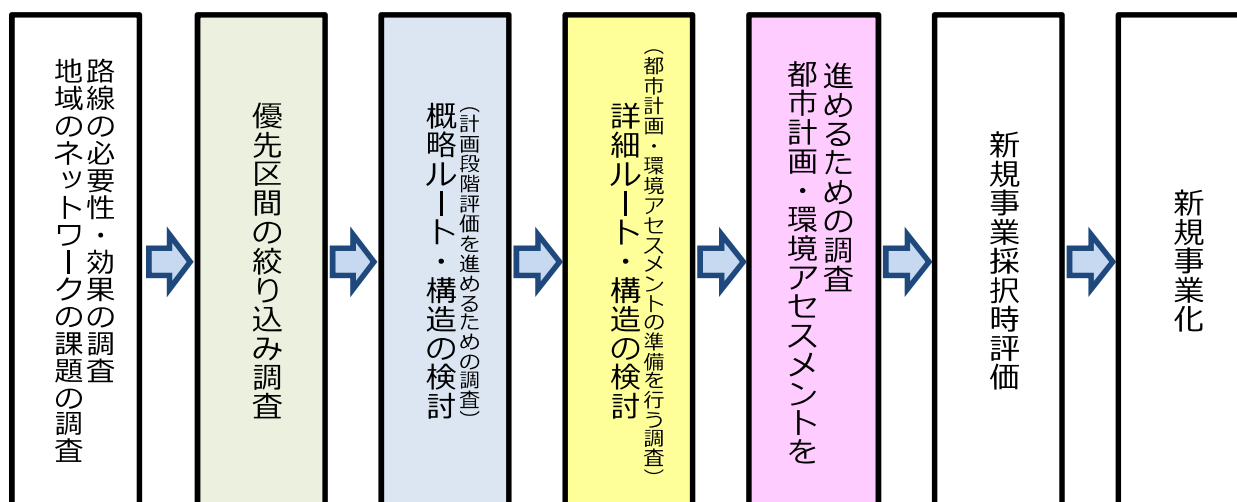 地域のネットワークの課題の調査
路線の必要性・効果の調査
優先区間の絞り込み調査
概略ルート・構造の検討
(計画段階評価を進めるための調査)
詳細ルート・構造の検討
(都市計画・環境アセスメントの準備を行う調査)
都市計画・環境アセスメントを
進めるための調査
新規事業採択時評価
新規事業化